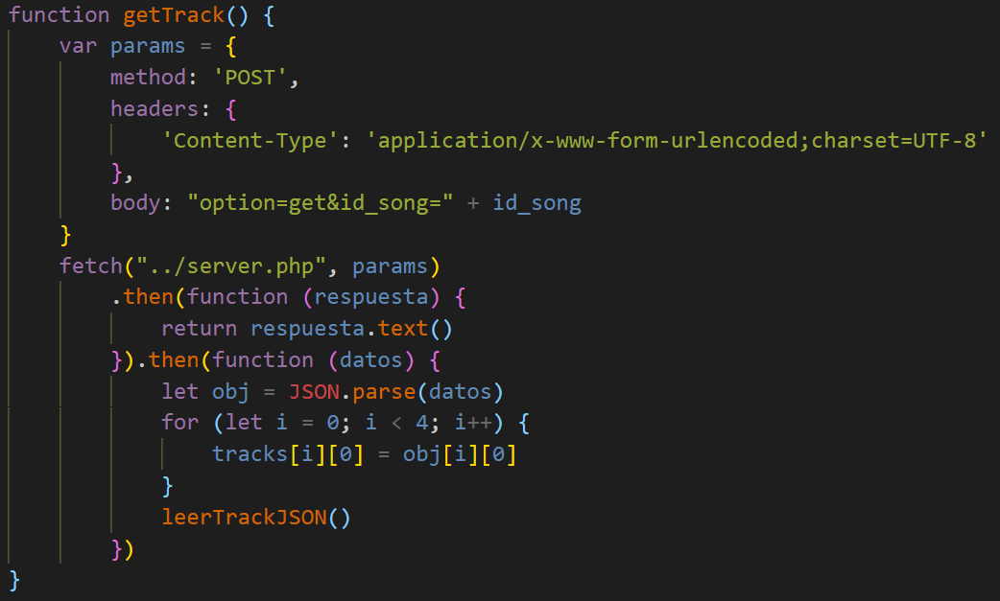 function getTrack() {
    var params = {
        method: 'POST',
        headers: {
            'Content-Type': 'application/x-www-form-urlencoded;charset=UTF-8'
        },
        body: "option=get&id_song=" + id_song
    }
    fetch("../server.php", params)
        .then(function (respuesta) {
            return respuesta.text()
        }).then(function (datos) {
            let obj = JSON.parse(datos)
            for (let i = 0; i < 4; i++) {
                tracks[i][0] = obj[i][0]
            }
            leerTrackJSON()
        })
}